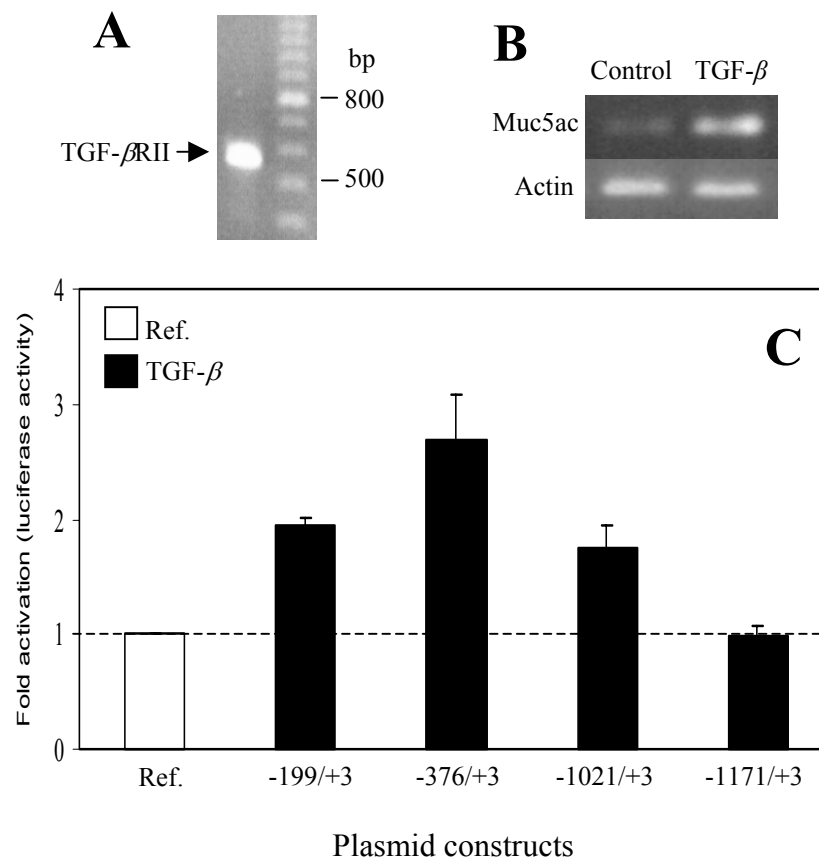 A
bp
800
TGF-βRII
500
B
Control TGF-β
Muc5ac
Actin
C
Fold activation (luciferase activity)
4
3
2
1
0
Ref.
TGF-β
Ref. -199/+3 -376/+3 -1021/+3 -1171/+3
Plasmid constructs